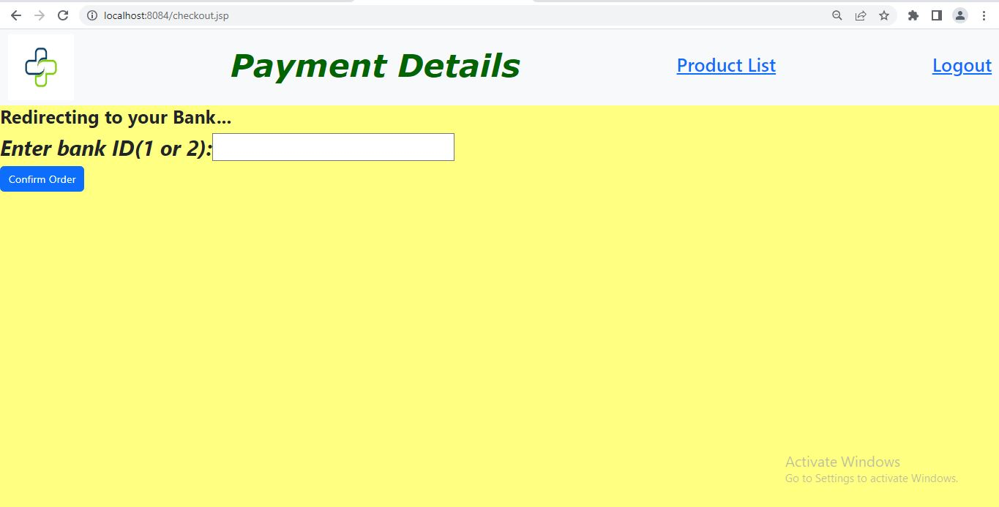 localhost:8084/checkout.jsp
Payment Details
Product List
Logout
Redirecting to your Bank...
Enter bank ID(1 or 2):
Confirm Order
Activate Windows
Go to Settings to activate Windows.